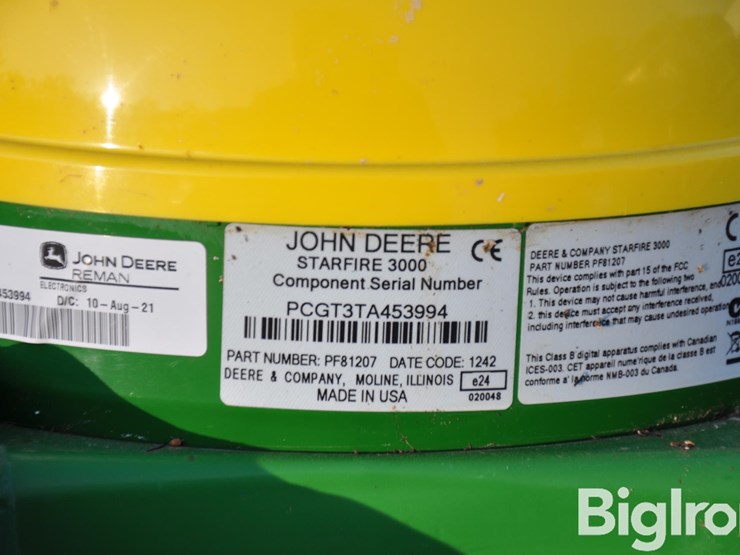 JOHN DEERE
REMAN
ELECTRONICS
453994 D/C: 10-Aug-21
JOHN DEERE
STARFIRE 3000
Component Serial Number
PCGT3TA453994
PART NUMBER: PF81207 DATE CODE: 1242
DEERE & COMPANY, MOLINE, ILLINOIS e24
MADE IN USA 020048
DEERE & COMPANY STARFIRE 3000
PART NUMBER PF81207
This device complies with part 15 of the FCC
Rules. Operation is subject to the following two
1. This device may not cause harmful interference, and
2. this device must accept any interference received,
including interference that may cause undesired operation
This Class B digital apparatus complies with Canadian
ICES-003. CET appareil nume'rique de la classe B est
conforme a' la norme NMB-003 du Canada.
BigIron